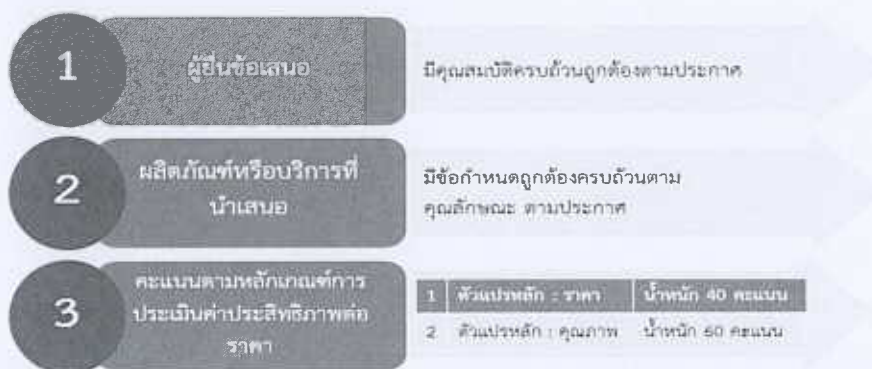 1
ผู้ยื่นข้อเสนอ
มีคุณสมบัติครบถ้วนถูกต้องตามประกาศ
2
ผลิตภัณฑ์หรือบริการที่
นำเสนอ
มีข้อกำหนดถูกต้องครบถ้วนตาม
คุณลักษณะ ตามประกาศ
3
คะแนนตามหลักเกณฑ์การ
ประเมินค่าประสิทธิภาพต่อ
ราคา
1 ตัวแปรหลัก : ราคา น้ำหนัก 40 คะแนน
2 ตัวแปรหลัก : คุณภาพ น้ำหนัก 60 คะแนน